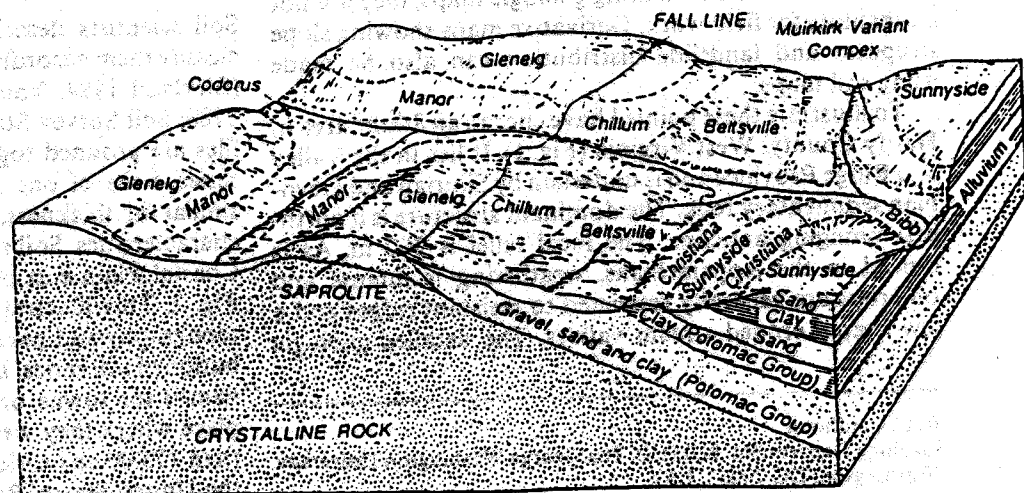 FALL LINE
Muirkirk Variant
Compex
Glenelg
Sunnyside
Codorus
Manor
Chillum
Beltsville
Alluvium
Glenelg
Manor
Manor
Glenelg
Chillum
Beltsville
Christiana
Sunnyside
Christiana
Bibb
Sunnyside
SAPROLITE
Sand
Clay
Sand
Clay (Potomac Group)
Gravel, sand and clay (Potomac Group)
CRYSTALLINE ROCK